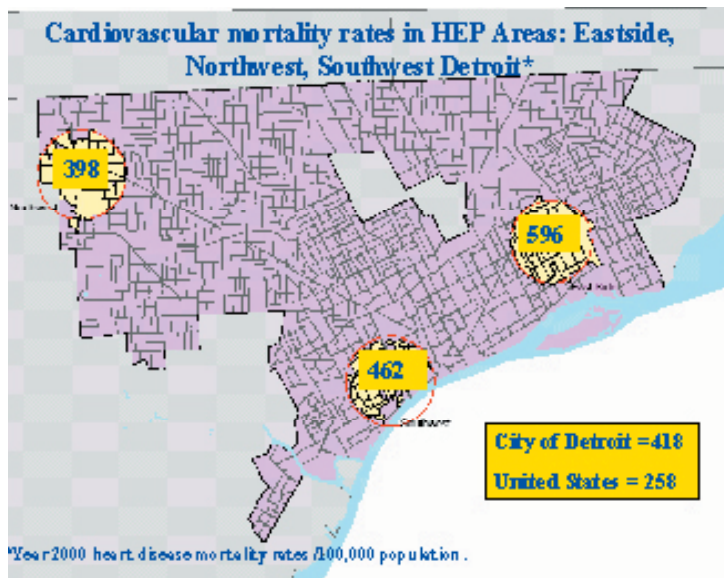 Cardiovascular mortality rates in HEP Areas: Eastside,
Northwest, Southwest Detroit*
398
596
462
Southwest
City of Detroit =418
United States = 258
*Year 2000 heart disease mortality rates /100,000 population .